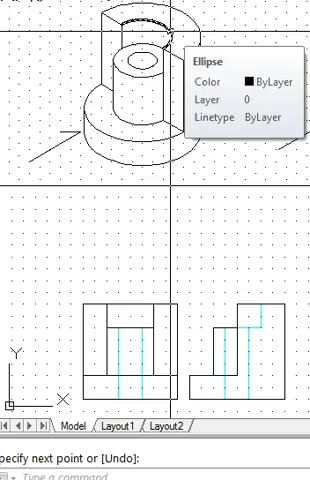 Ellipse
Color ByLayer
Layer 0
Linetype ByLayer
Y
X
Model Layout1 Layout2
pecify next point or [Undo]:
Type a command